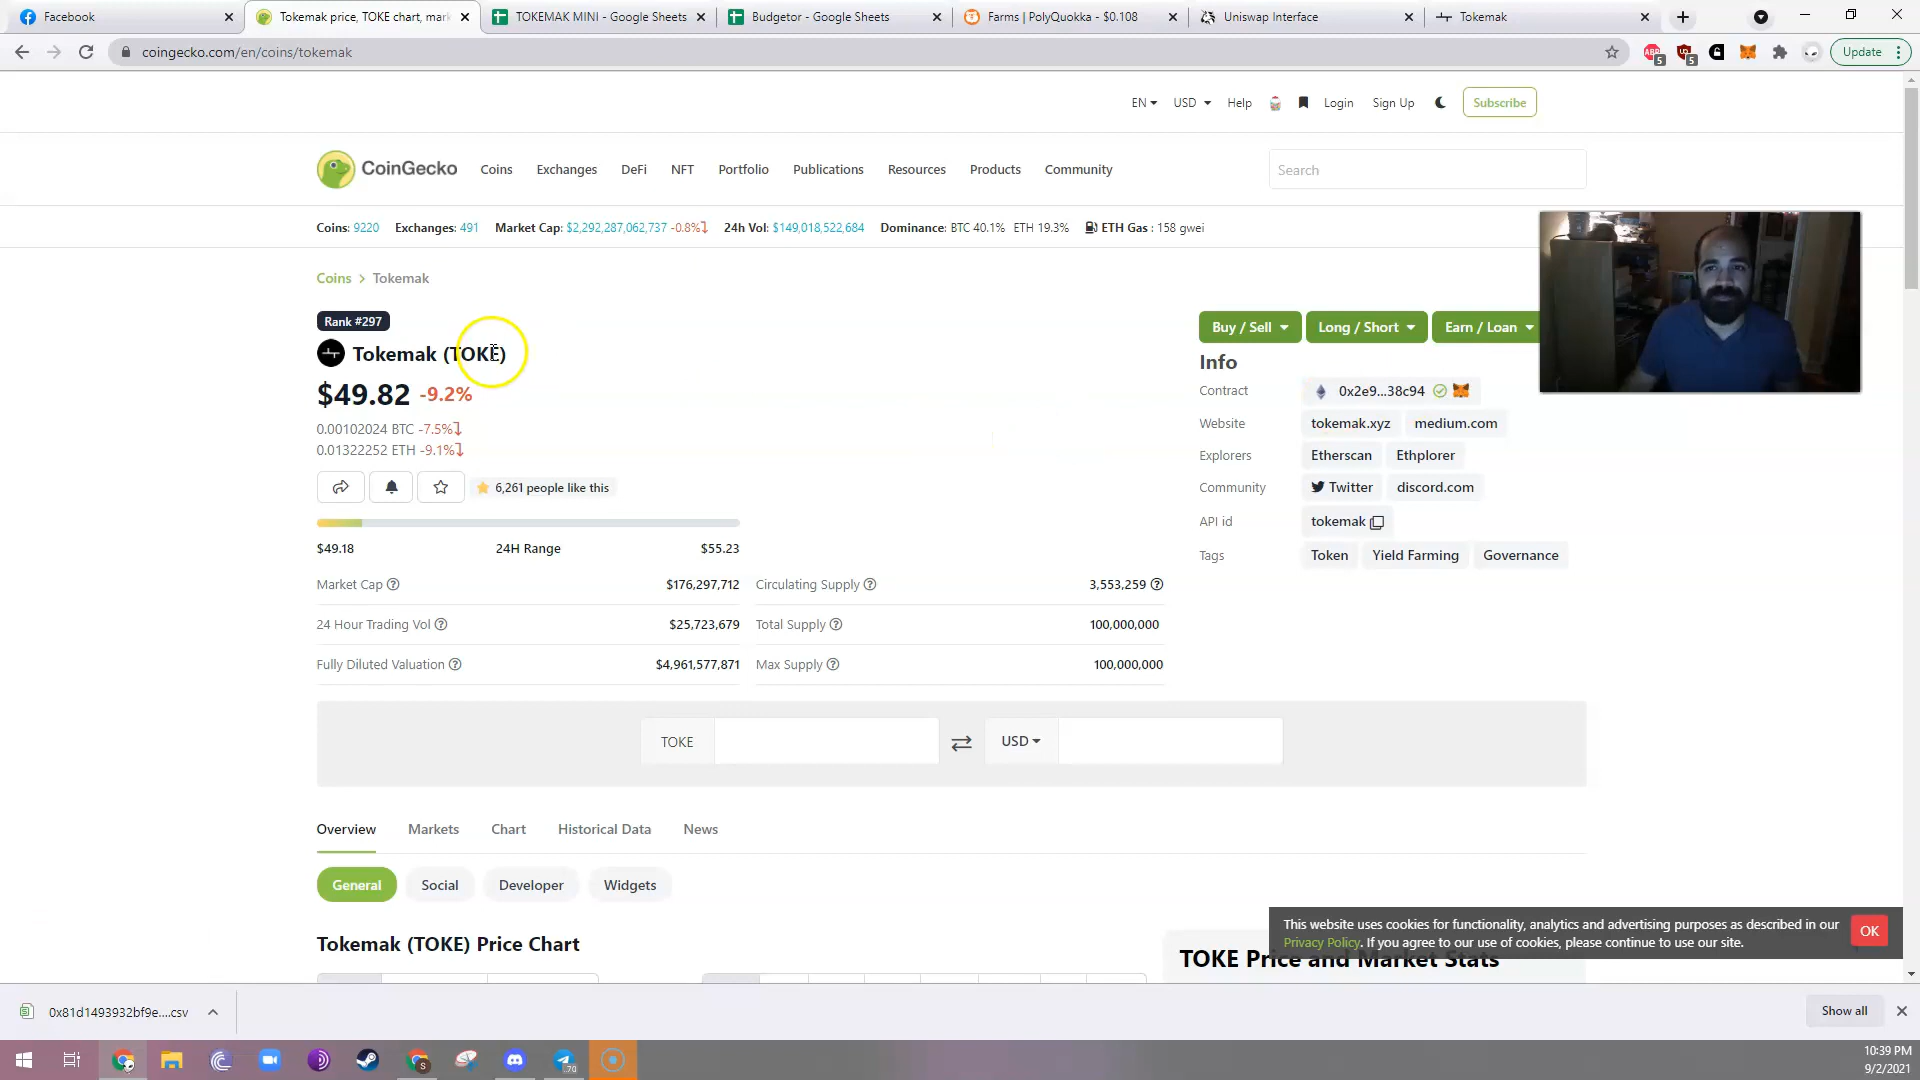 Facebook
Tokemak price, TOKE chart, mark
TOKEMAK MINI - Google Sheets
Budgetor - Google Sheets
Farms | PolyQuokka - $0.108
Uniswap Interface
Tokemak
coingecko.com/en/coins/tokemak
5
5
Update
EN
USD
Help
Login
Sign Up
Subscribe
CoinGecko
Coins
Exchanges
DeFi
NFT
Portfolio
Publications
Resources
Products
Community
Search
Coins: 9220
Exchanges: 491
Market Cap: $2,292,287,062,737 -0.8%
24h Vol: $149,018,522,684
Dominance: BTC 40.1% ETH 19.3%
ETH Gas : 158 gwei
Coins > Tokemak
Rank #297
Tokemak (TOKE)
$49.82 -9.2%
0.00102024 BTC -7.5%
0.01322252 ETH -9.1%
6,261 people like this
$49.18 24H Range $55.23
Market Cap $176,297,712
24 Hour Trading Vol $25,723,679
Fully Diluted Valuation $4,961,577,871
Circulating Supply 3,553,259
Total Supply 100,000,000
Max Supply 100,000,000
Buy / Sell
Long / Short
Earn / Loan
Info
Contract 0x2e9...38c94
Website tokemak.xyz medium.com
Explorers Etherscan Ethplorer
Community Twitter discord.com
API id tokemak
Tags Token Yield Farming Governance
TOKE
USD
Overview
Markets
Chart
Historical Data
News
General
Social
Developer
Widgets
Tokemak (TOKE) Price Chart
TOKE Price and Market Stats
This website uses cookies for functionality, analytics and advertising purposes as described in our
Privacy Policy. If you agree to our use of cookies, please continue to use our site.
OK
0x81d1493932bf9e....csv
Show all
70
10:39 PM
9/2/2021